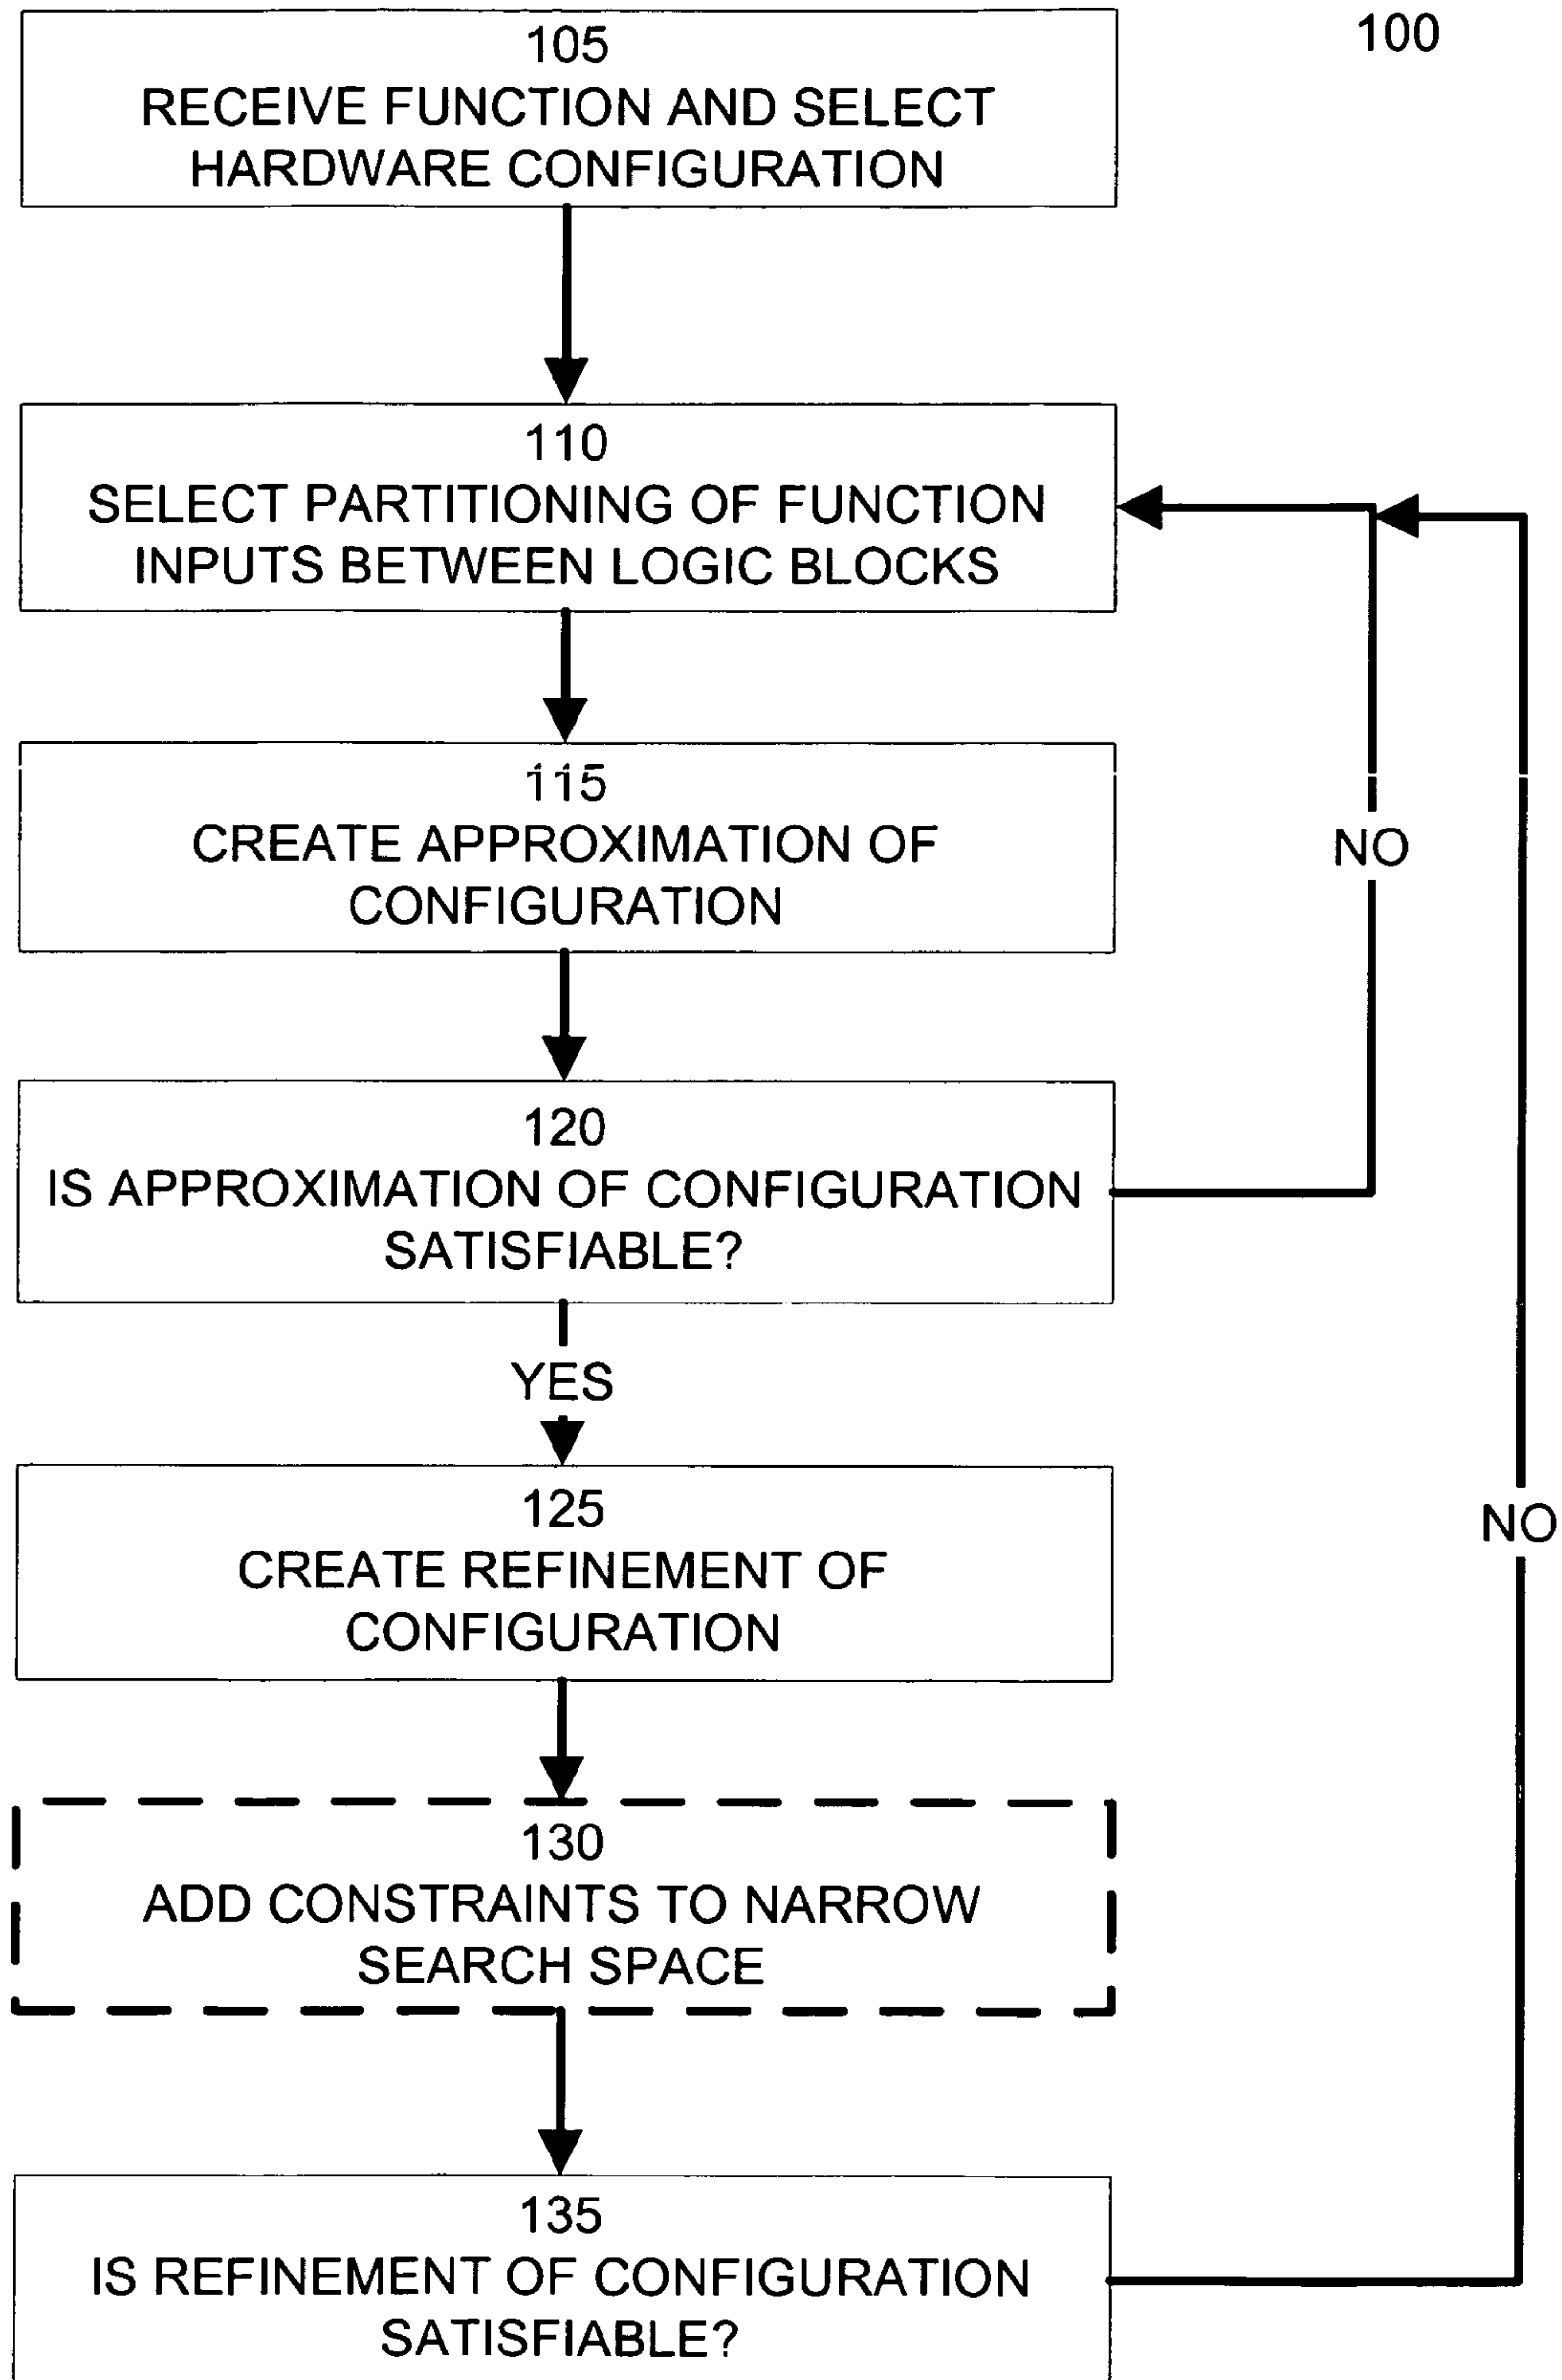 100
105
RECEIVE FUNCTION AND SELECT
HARDWARE CONFIGURATION
110
SELECT PARTITIONING OF FUNCTION
INPUTS BETWEEN LOGIC BLOCKS
115
CREATE APPROXIMATION OF
CONFIGURATION
NO
120
IS APPROXIMATION OF CONFIGURATION
SATISFIABLE?
YES
125
CREATE REFINEMENT OF
CONFIGURATION
NO
130
ADD CONSTRAINTS TO NARROW
SEARCH SPACE
135
IS REFINEMENT OF CONFIGURATION
SATISFIABLE?